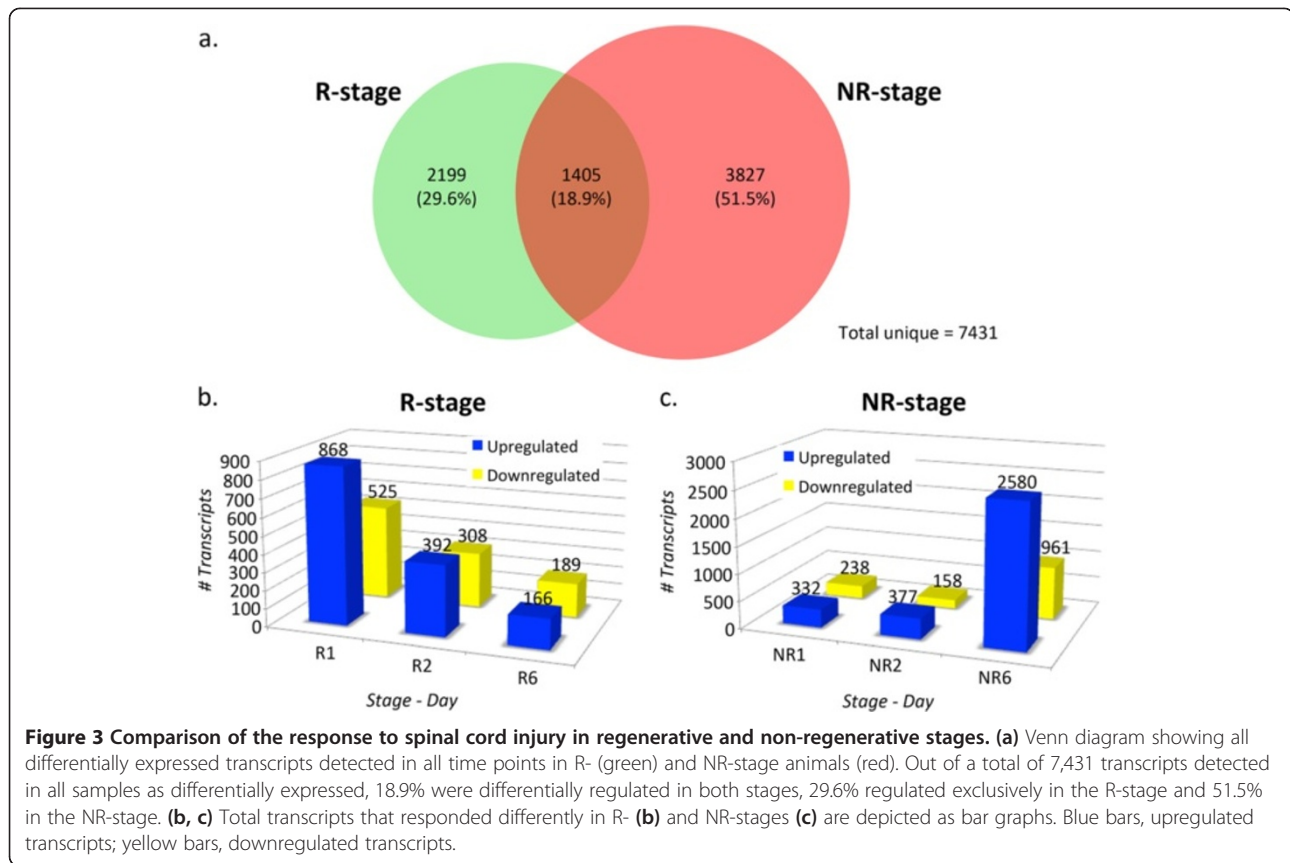 a.
R-stage
NR-stage
2199
(29.6%)
1405
(18.9%)
3827
(51.5%)
Total unique = 7431
b.
R-stage
Upregulated
Downregulated
# Transcripts
900
800
700
600
500
400
300
200
100
0
868
525
392
308
166
189
R1
R2
R6
Stage - Day
c.
NR-stage
Upregulated
Downregulated
# Transcripts
3000
2500
2000
1500
1000
500
0
332
238
377
158
2580
961
NR1
NR2
NR6
Stage - Day
Figure 3 Comparison of the response to spinal cord injury in regenerative and non-regenerative stages. (a) Venn diagram showing all
differentially expressed transcripts detected in all time points in R- (green) and NR-stage animals (red). Out of a total of 7,431 transcripts detected
in all samples as differentially expressed, 18.9% were differentially regulated in both stages, 29.6% regulated exclusively in the R-stage and 51.5%
in the NR-stage. (b, c) Total transcripts that responded differently in R- (b) and NR-stages (c) are depicted as bar graphs. Blue bars, upregulated
transcripts; yellow bars, downregulated transcripts.